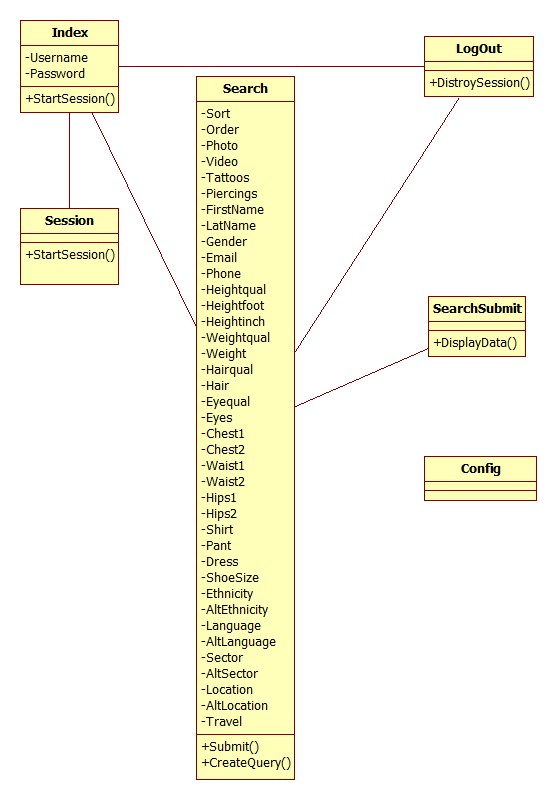 Index
-Username
-Password
+StartSession()
LogOut
+DistroySession()
Search
-Sort
-Order
-Photo
-Video
-Tattoos
-Piercings
-FirstName
-LatName
-Gender
-Email
-Phone
-Heightqual
-Heightfoot
-Heightinch
-Weightqual
-Weight
-Hairqual
-Hair
-Eyequal
-Eyes
-Chest1
-Chest2
-Waist1
-Waist2
-Hips1
-Hips2
-Shirt
-Pant
-Dress
-ShoeSize
-Ethnicity
-AltEthnicity
-Language
-AltLanguage
-Sector
-AltSector
-Location
-AltLocation
-Travel
+Submit()
+CreateQuery()
Session
+StartSession()
SearchSubmit
+DisplayData()
Config